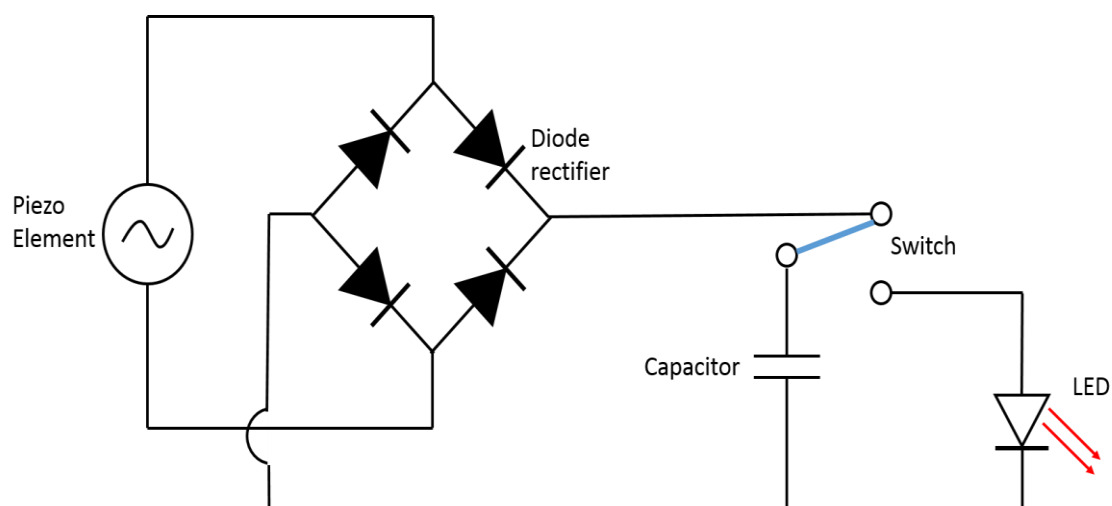 Diode
rectifier
Piezo
Element
Switch
Capacitor
LED